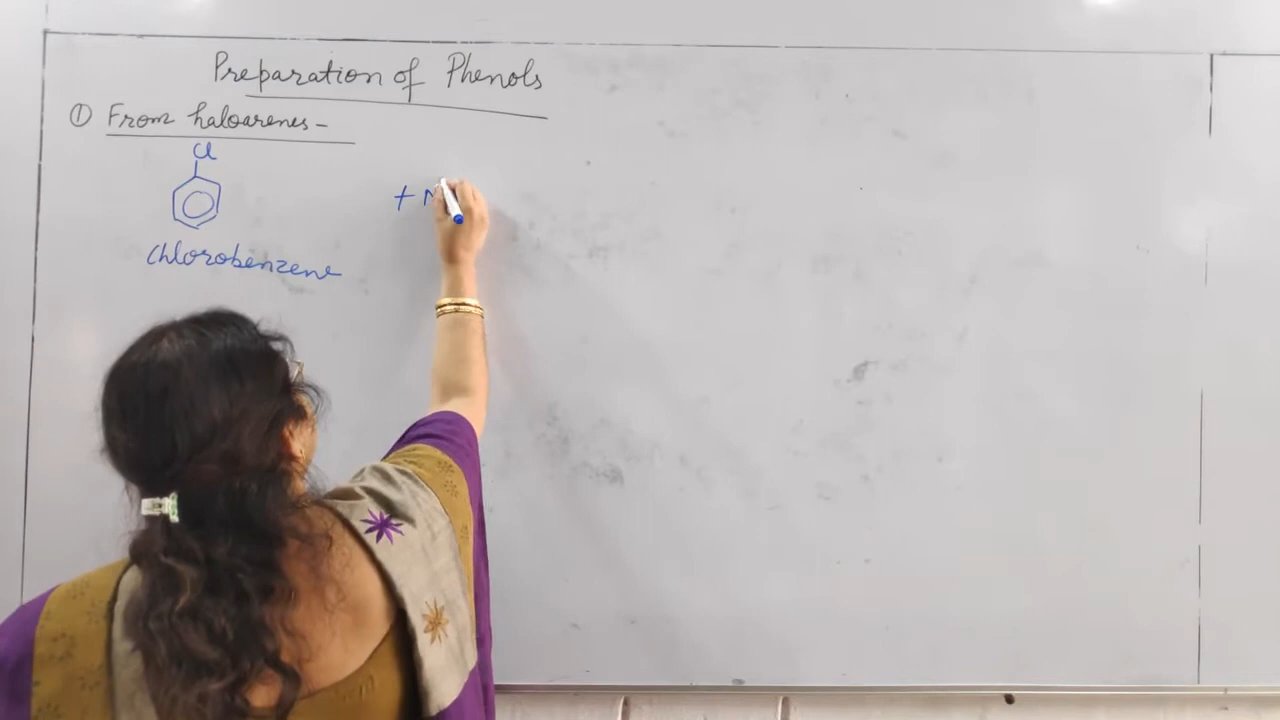 Preparation of Phenols
① From haloarenes -
Cl
chlorobenzene
+ N